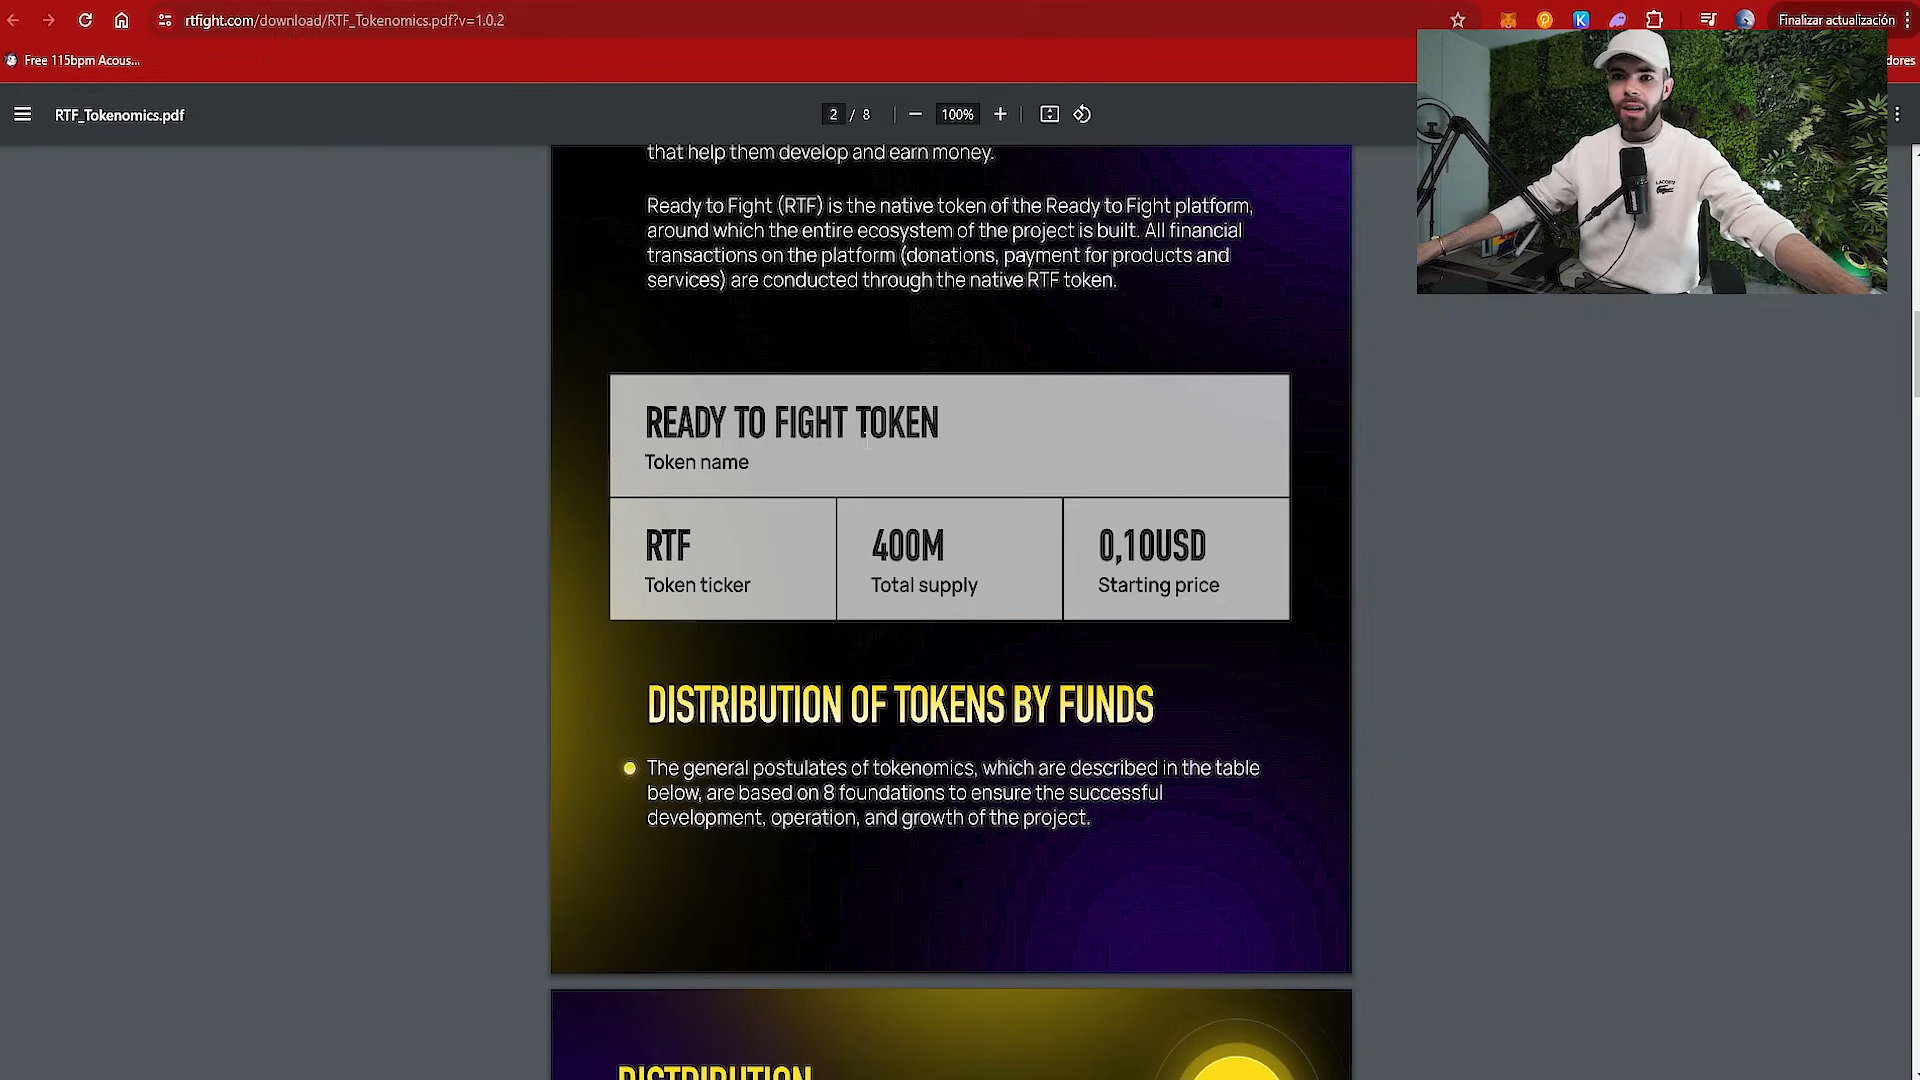 rtfight.com/download/RTF_Tokenomics.pdf?v=1.0.2
Finalizar actualización
Free 115bpm Acous...
dores
RTF_Tokenomics.pdf
2 / 8
100%
that help them develop and earn money.
Ready to Fight (RTF) is the native token of the Ready to Fight platform,
around which the entire ecosystem of the project is built. All financial
transactions on the platform (donations, payment for products and
services) are conducted through the native RTF token.
READY TO FIGHT TOKEN
Token name
RTF
Token ticker
400M
Total supply
0,10USD
Starting price
DISTRIBUTION OF TOKENS BY FUNDS
The general postulates of tokenomics, which are described in the table
below, are based on 8 foundations to ensure the successful
development, operation, and growth of the project.
DISTRIBUTION
LACOSTE